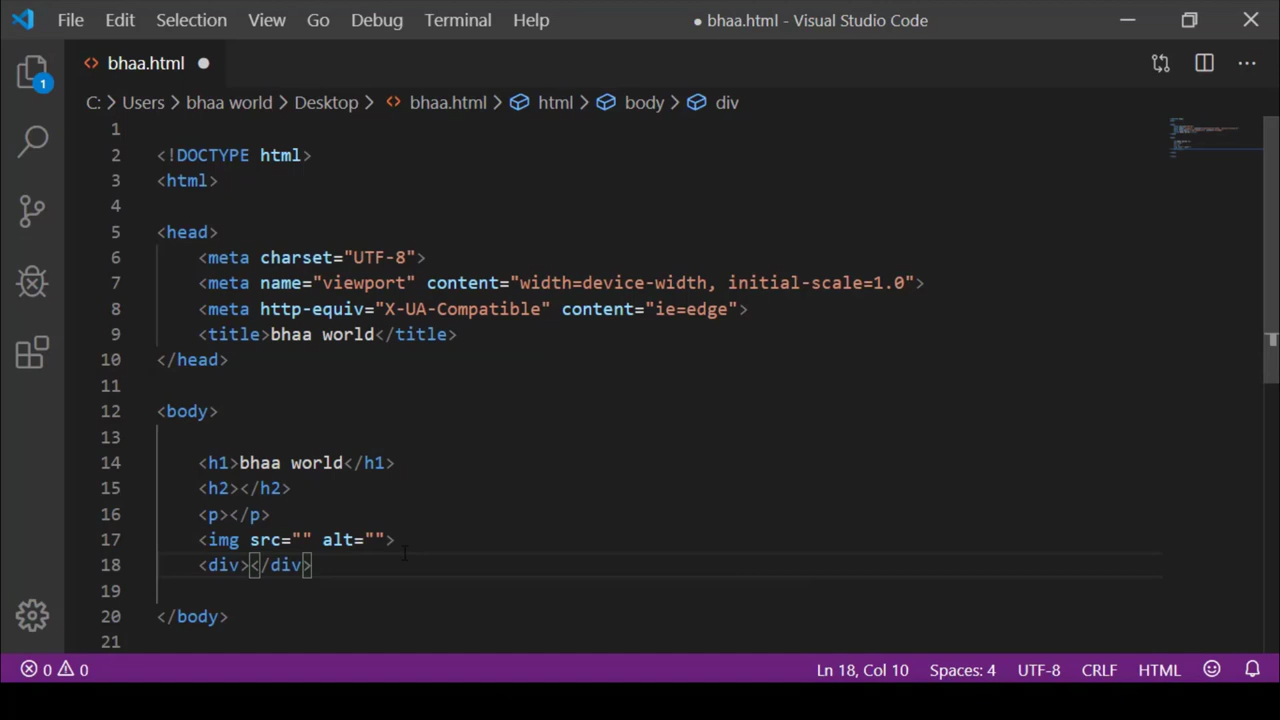 File Edit Selection View Go Debug Terminal Help ● bhaa.html - Visual Studio Code
bhaa.html
1
C: > Users > bhaa world > Desktop > bhaa.html > html > body > div
1
2 <!DOCTYPE html>
3 <html>
4
5 <head>
6 <meta charset="UTF-8">
7 <meta name="viewport" content="width=device-width, initial-scale=1.0">
8 <meta http-equiv="X-UA-Compatible" content="ie=edge">
9 <title>bhaa world</title>
10 </head>
11
12 <body>
13
14 <h1>bhaa world</h1>
15 <h2></h2>
16 <p></p>
17 <img src="" alt="">
18 <div></div>
19
20 </body>
21
0 0 Ln 18, Col 10 Spaces: 4 UTF-8 CRLF HTML